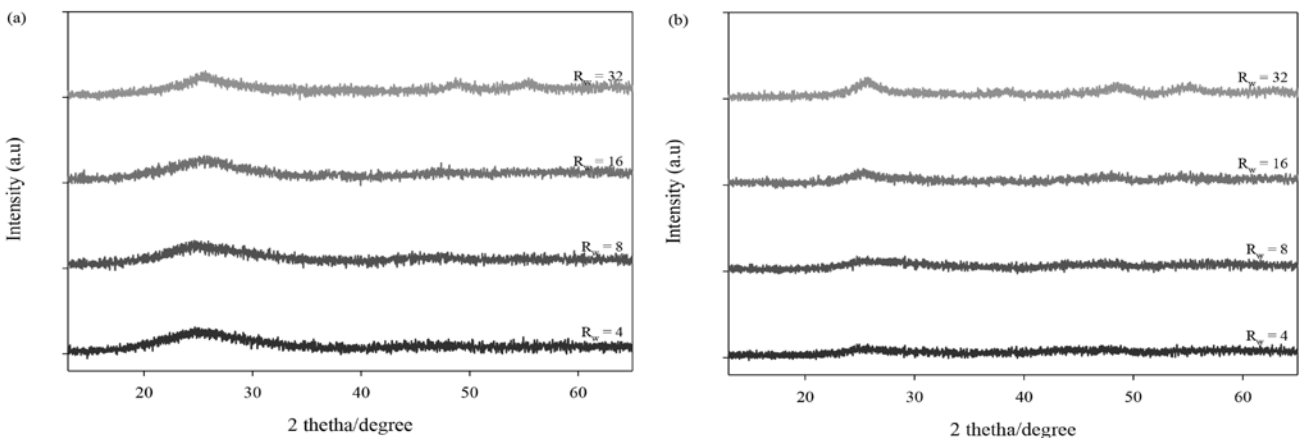 (a)
Intensity (a.u)
R_w = 32
R_w = 16
R_w = 8
R_w = 4
20 30 40 50 60
2 thetha/degree
(b)
Intensity (a.u)
R_w = 32
R_w = 16
R_w = 8
R_w = 4
20 30 40 50 60
2 thetha/degree